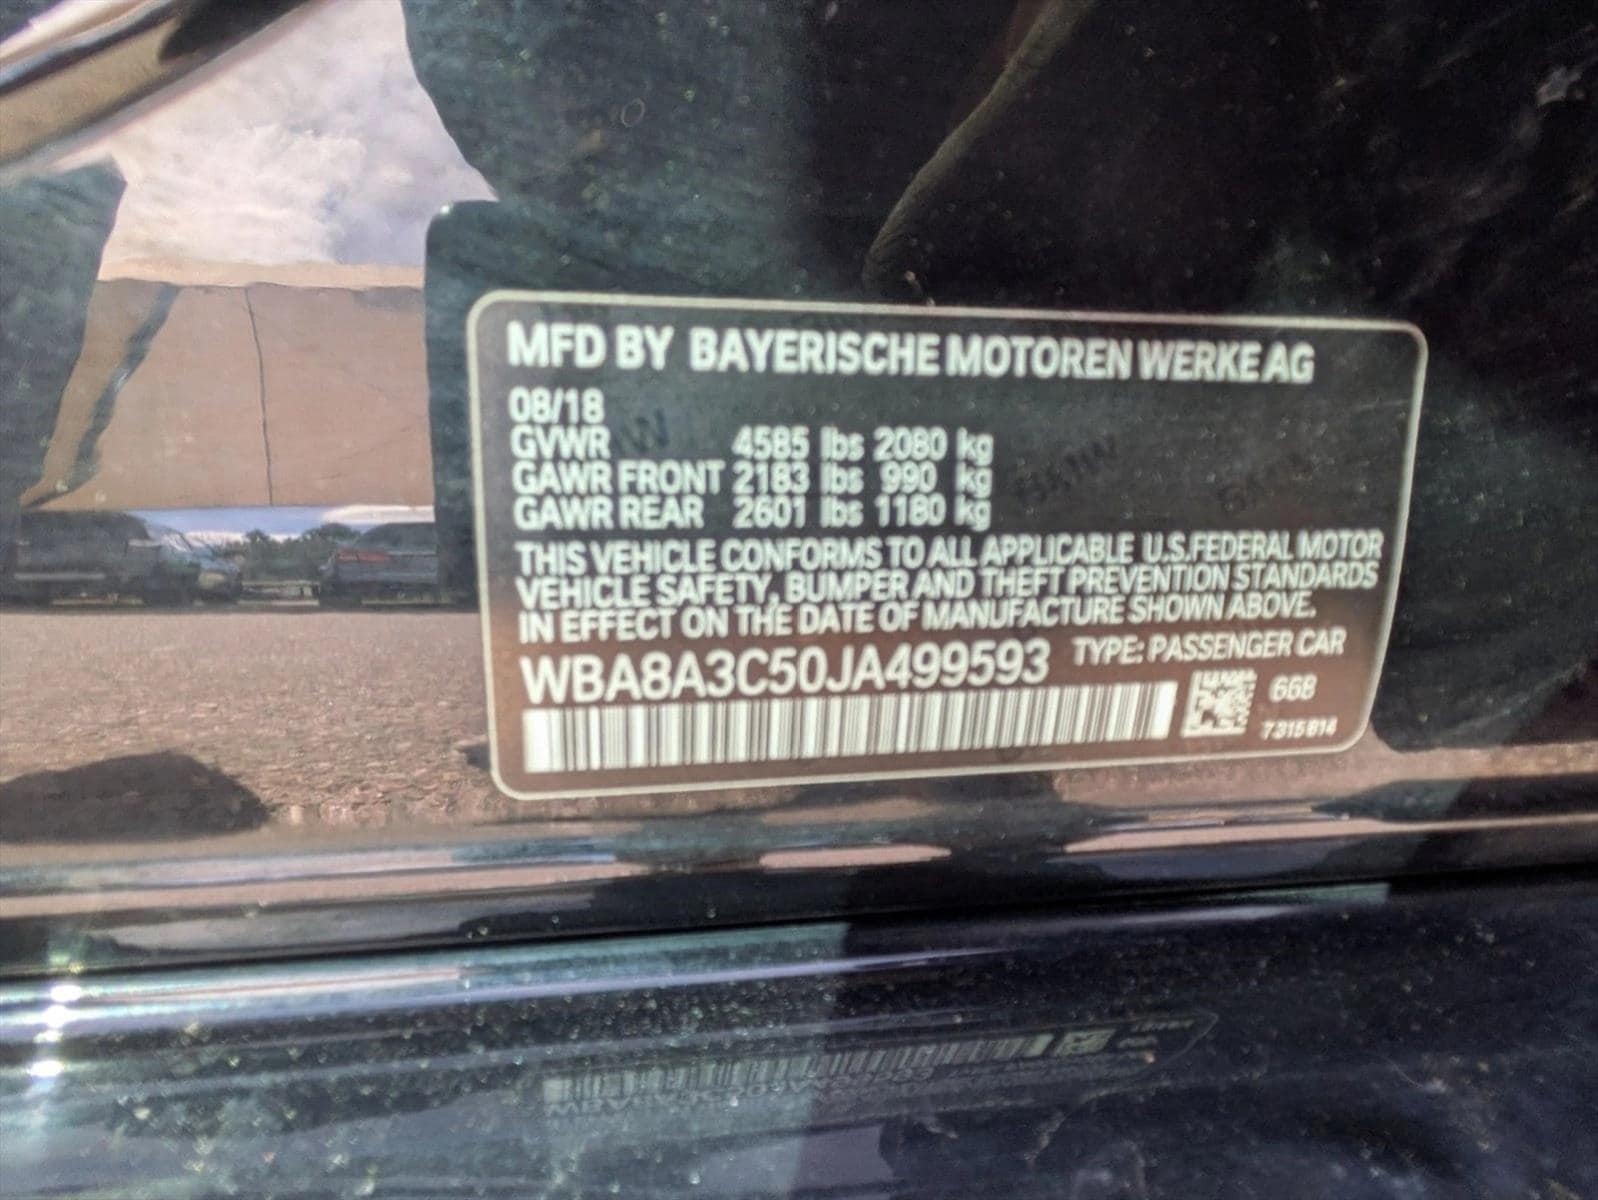 MFD BY BAYERISCHE MOTOREN WERKE AG
08/18
GVWR 4585 lbs 2080 kg
GAWR FRONT 2183 lbs 990 kg
GAWR REAR 2601 lbs 1180 kg
THIS VEHICLE CONFORMS TO ALL APPLICABLE U.S.FEDERAL MOTOR
VEHICLE SAFETY, BUMPER AND THEFT PREVENTION STANDARDS
IN EFFECT ON THE DATE OF MANUFACTURE SHOWN ABOVE.
WBA8A3C50JA499593 TYPE: PASSENGER CAR
668
7315814